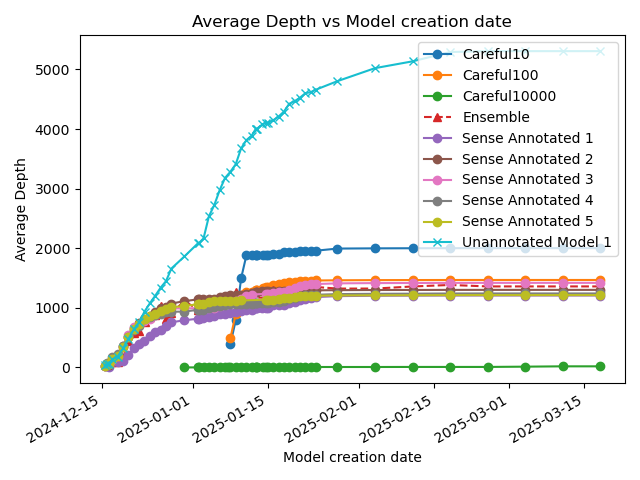 Average Depth vs Model creation date
Careful10
Careful100
Careful10000
Ensemble
Sense Annotated 1
Sense Annotated 2
Sense Annotated 3
Sense Annotated 4
Sense Annotated 5
Unannotated Model 1
Average Depth
5000
4000
3000
2000
1000
0
2024-12-15
2025-01-01
2025-01-15
2025-02-01
2025-02-15
2025-03-01
2025-03-15
Model creation date